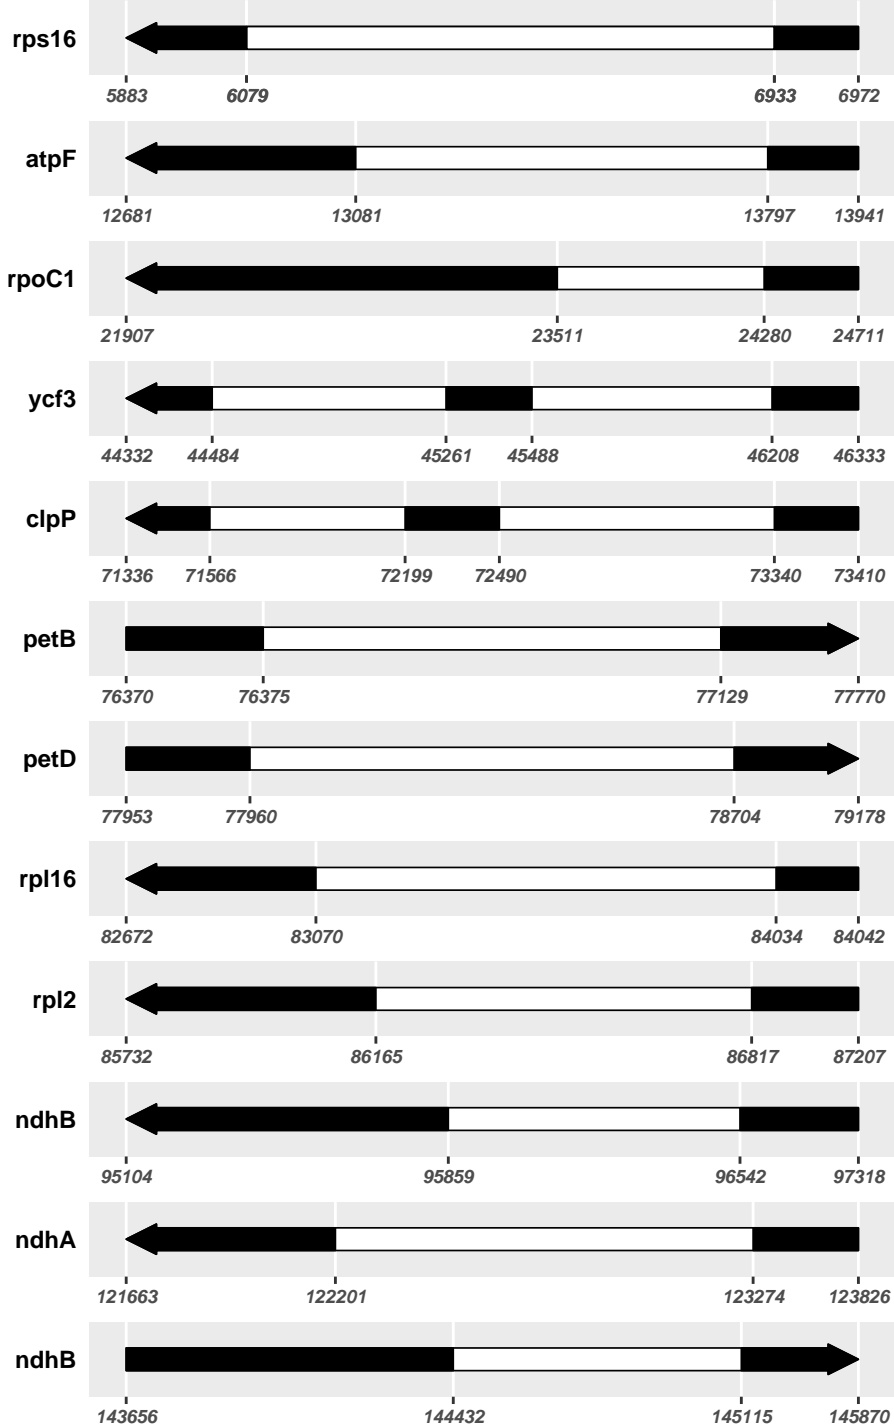 rps16
5883 6079 6933 6972
atpF
12681 13081 13797 13941
rpoC1
21907 23511 24280 24711
ycf3
44332 44484 45261 45488 46208 46333
clpP
71336 71566 72199 72490 73340 73410
petB
76370 76375 77129 77770
petD
77953 77960 78704 79178
rpl16
82672 83070 84034 84042
rpl2
85732 86165 86817 87207
ndhB
95104 95859 96542 97318
ndhA
121663 122201 123274 123826
ndhB
143656 144432 145115 145870